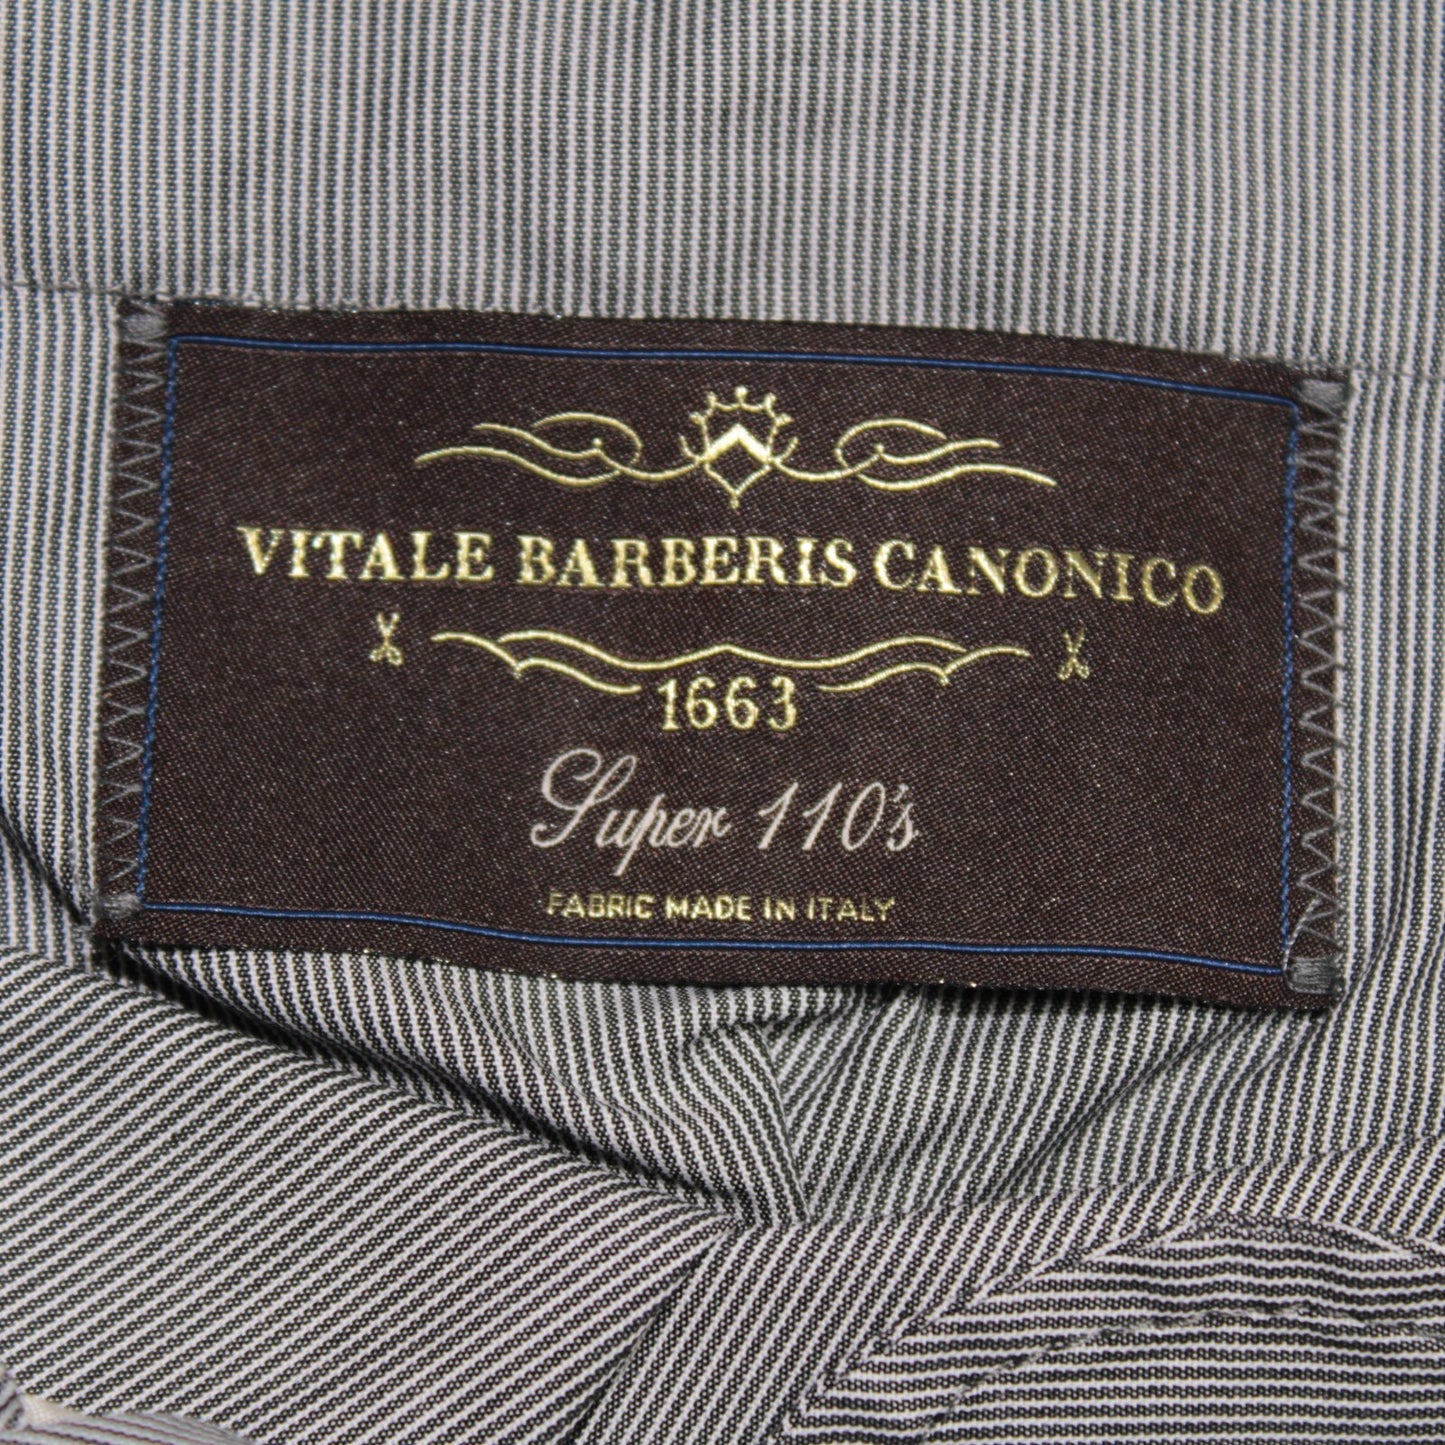 VITALE BARBERIS CANONICO
1663
Super 110's
FABRIC MADE IN ITALY